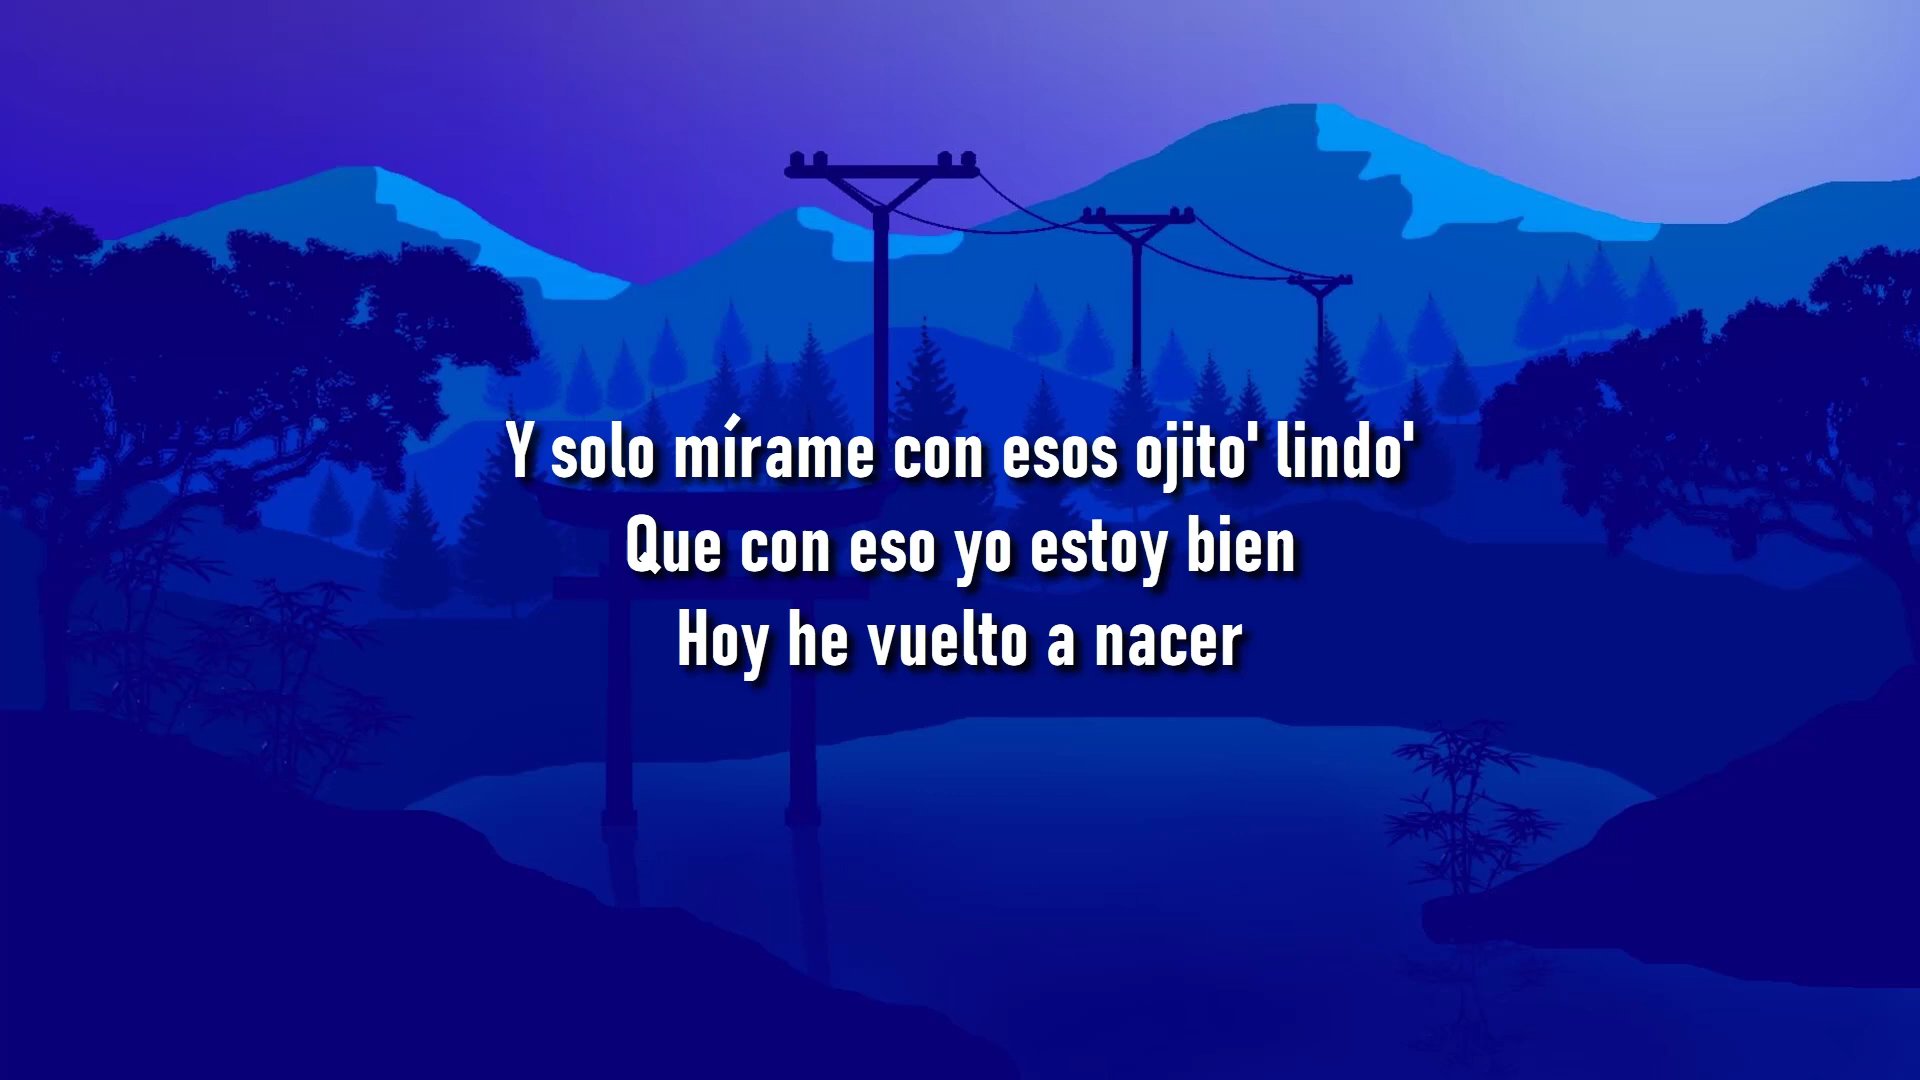 Y solo mírame con esos ojito' lindo'
Que con eso yo estoy bien
Hoy he vuelto a nacer